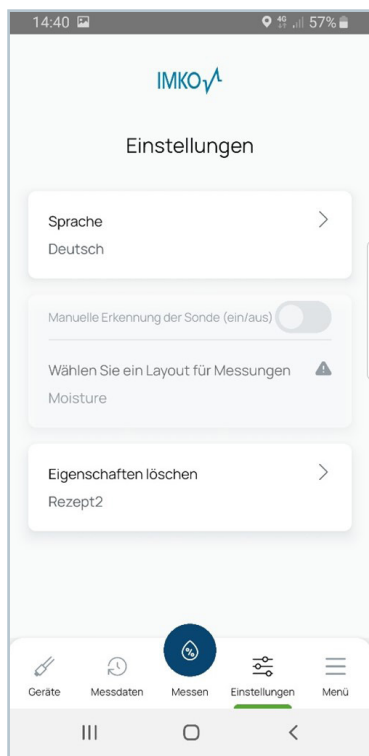 14:40 4G 57%
IMKO
Einstellungen
Sprache
Deutsch
Manuelle Erkennung der Sonde (ein/aus)
Wählen Sie ein Layout für Messungen
Moisture
Eigenschaften löschen
Rezept2
%
Geräte Messdaten Messen Einstellungen Menü